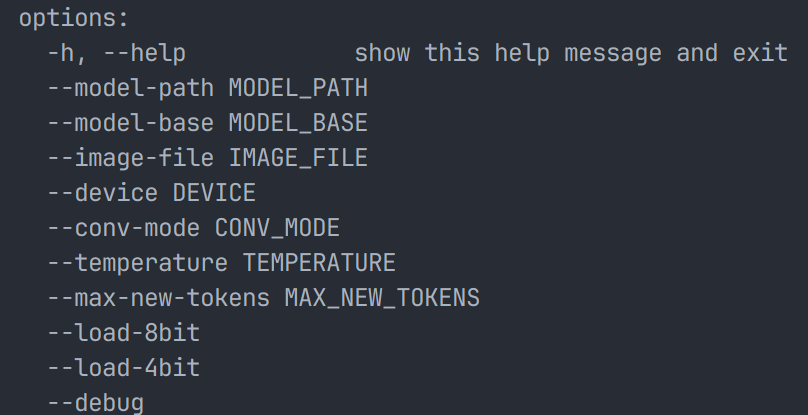 options:
  -h, --help            show this help message and exit
  --model-path MODEL_PATH
  --model-base MODEL_BASE
  --image-file IMAGE_FILE
  --device DEVICE
  --conv-mode CONV_MODE
  --temperature TEMPERATURE
  --max-new-tokens MAX_NEW_TOKENS
  --load-8bit
  --load-4bit
  --debug